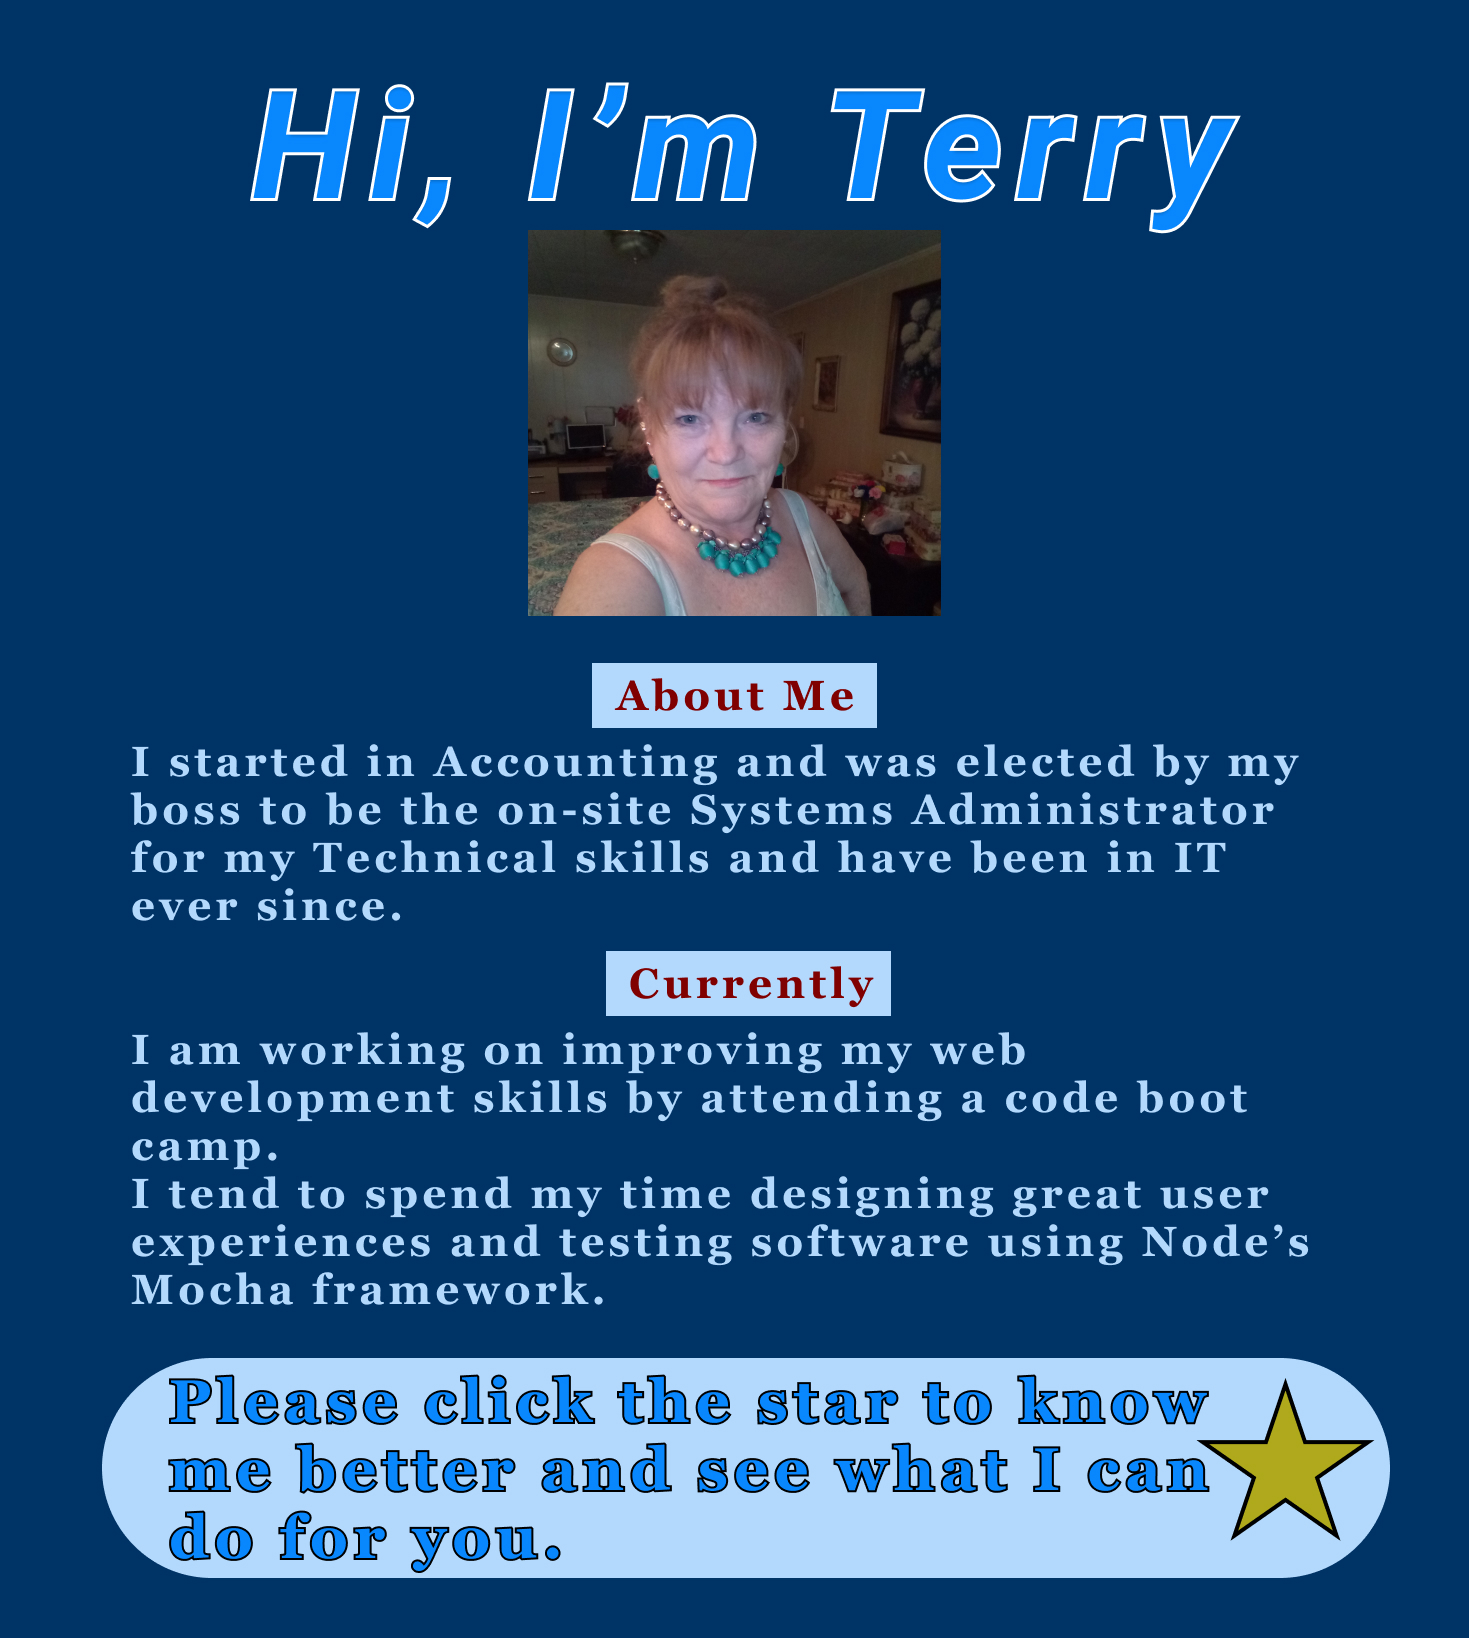 Hi, I’m Terry
About Me
I started in Accounting and was elected by my
boss to be the on-site Systems Administrator
for my Technical skills and have been in IT
ever since.
Currently
I am working on improving my web
development skills by attending a code boot
camp.
I tend to spend my time designing great user
experiences and testing software using Node’s
Mocha framework.
Please click the star to know
me better and see what I can
do for you.